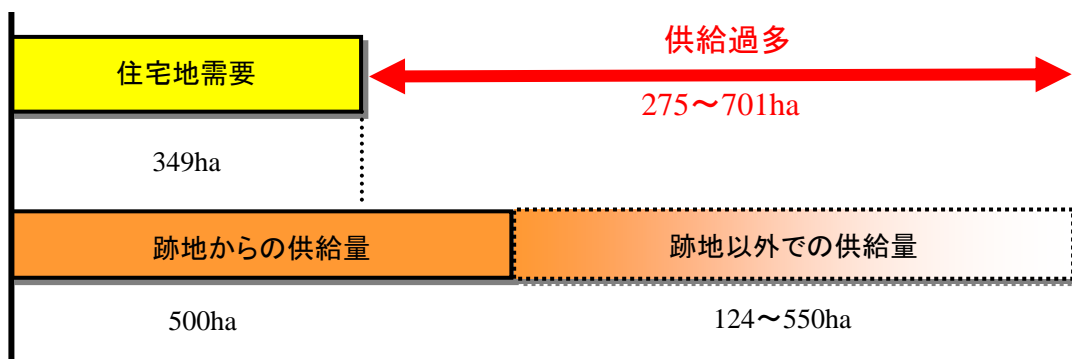 供給過多
住宅地需要
275～701ha
349ha
跡地からの供給量
跡地以外での供給量
500ha
124～550ha